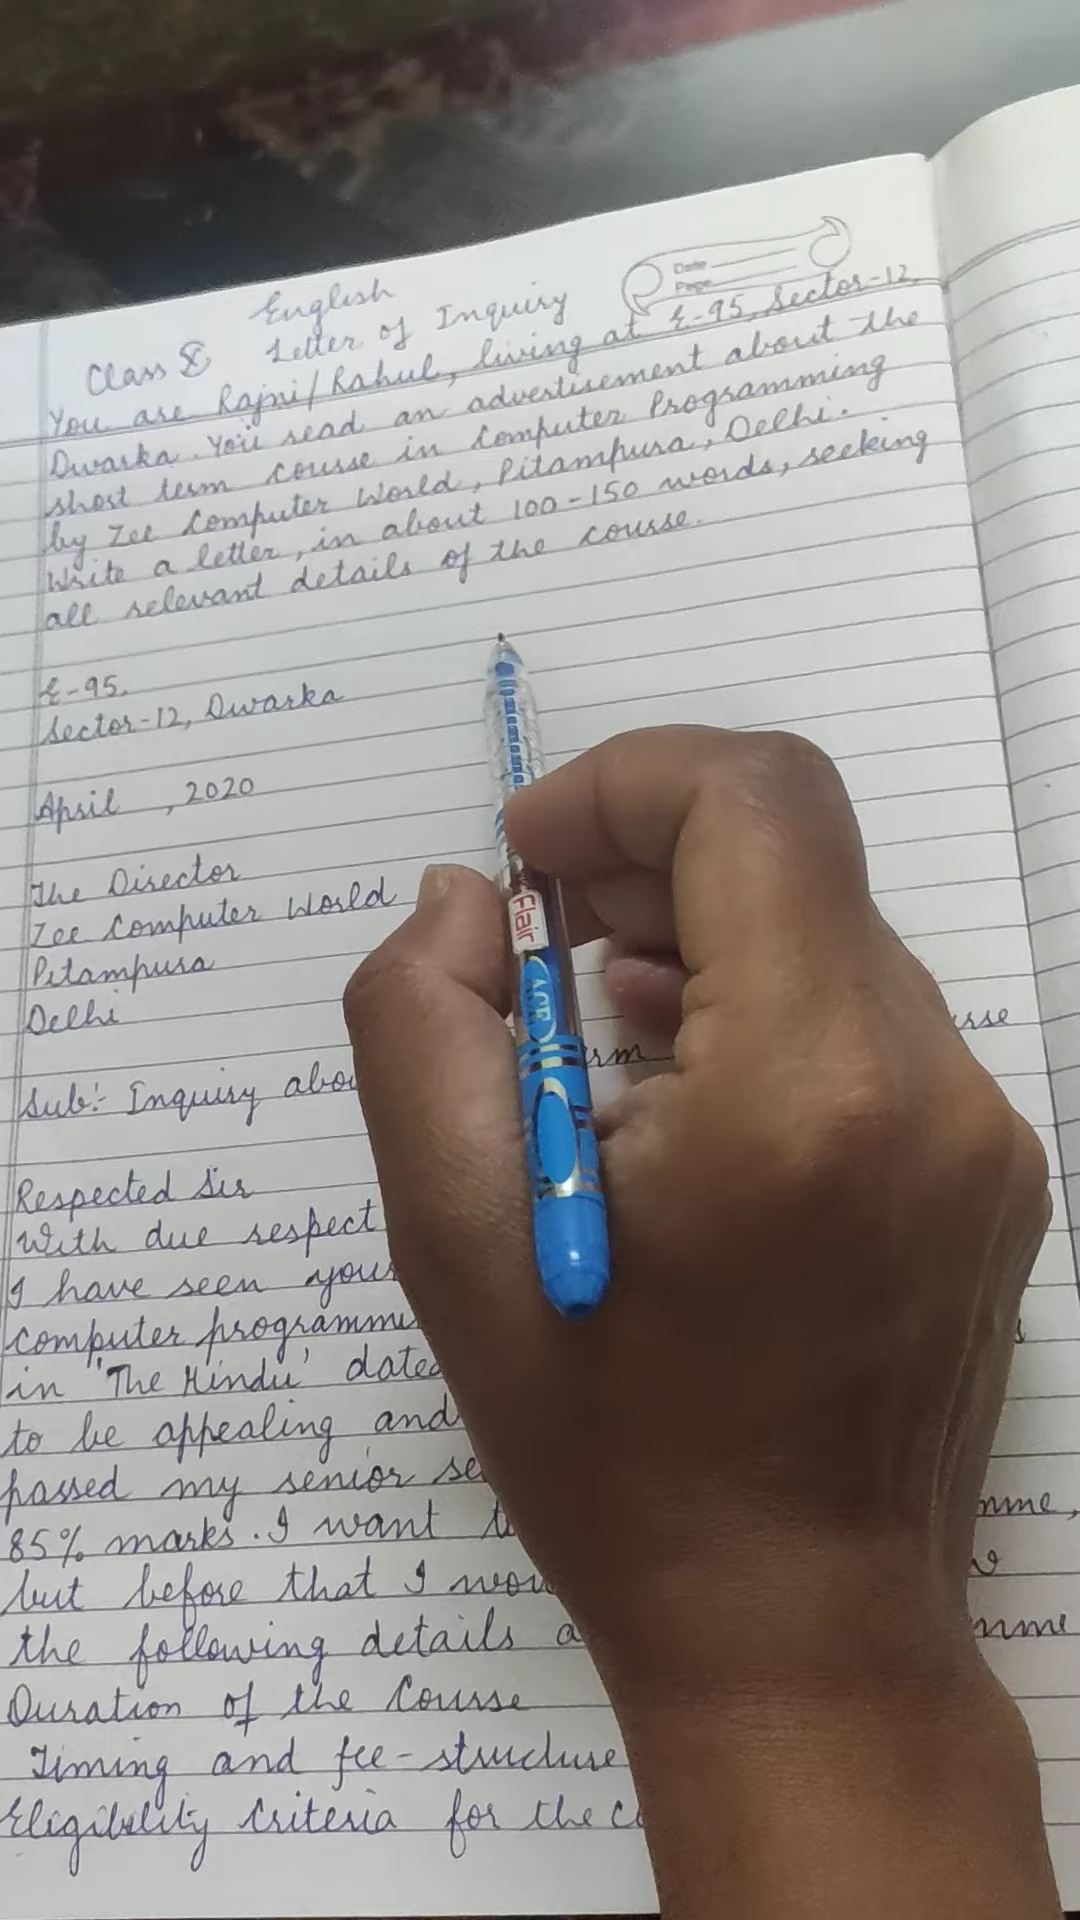 English
Date
Page
Class X Letter of Inquiry
You are Rajni/Rahul, living at E-95, Sector-12,
Dwarka. You read an advertisement about the
short term course in Computer Programming
by Zee Computer World, Pitampura, Delhi.
Write a letter, in about 100-150 words, seeking
all relevant details of the course.
E-95.
Sector-12, Dwarka
April , 2020
The Director
Zee Computer World
Pitampura
Delhi
Sub:- Inquiry
Respected Sir
With due respect
I have seen
computer
in 'The Hindu' dated
to be appealing and
passed my senior
85% marks. I want
but before that I
the following details
Duration of the Course
Timing and fee-structure
Eligibility Criteria for the
Flair
ACE